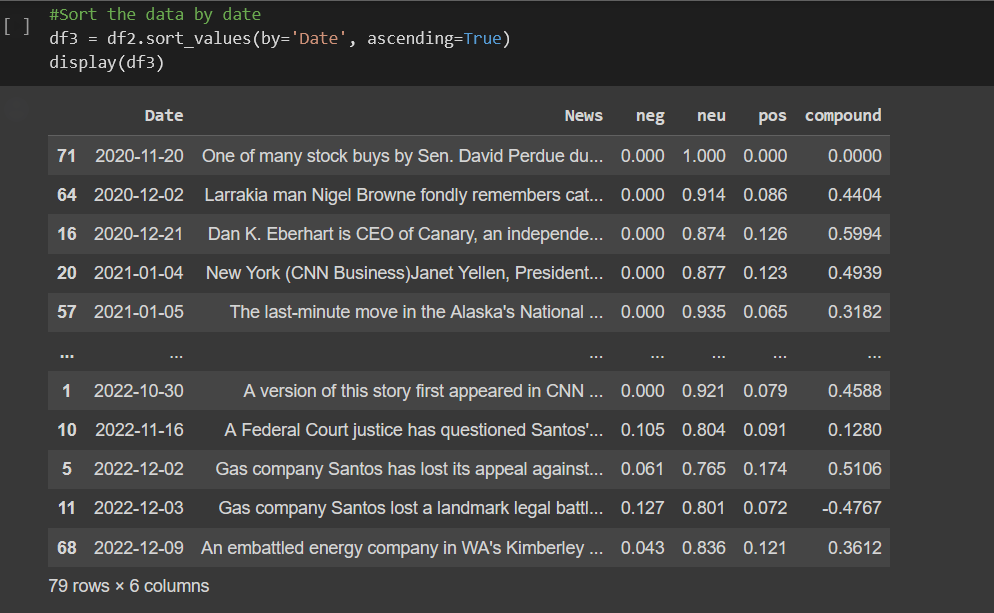 [ ] #Sort the data by date
df3 = df2.sort_values(by='Date', ascending=True)
display(df3)
Date News neg neu pos compound
71 2020-11-20 One of many stock buys by Sen. David Perdue du... 0.000 1.000 0.000 0.0000
64 2020-12-02 Larrakia man Nigel Browne fondly remembers cat... 0.000 0.914 0.086 0.4404
16 2020-12-21 Dan K. Eberhart is CEO of Canary, an independe... 0.000 0.874 0.126 0.5994
20 2021-01-04 New York (CNN Business)Janet Yellen, President... 0.000 0.877 0.123 0.4939
57 2021-01-05 The last-minute move in the Alaska's National ... 0.000 0.935 0.065 0.3182
... ... ... ... ... ... ...
1 2022-10-30 A version of this story first appeared in CNN ... 0.000 0.921 0.079 0.4588
10 2022-11-16 A Federal Court justice has questioned Santos'... 0.105 0.804 0.091 0.1280
5 2022-12-02 Gas company Santos has lost its appeal against... 0.061 0.765 0.174 0.5106
11 2022-12-03 Gas company Santos lost a landmark legal battl... 0.127 0.801 0.072 -0.4767
68 2022-12-09 An embattled energy company in WA's Kimberley ... 0.043 0.836 0.121 0.3612
79 rows × 6 columns